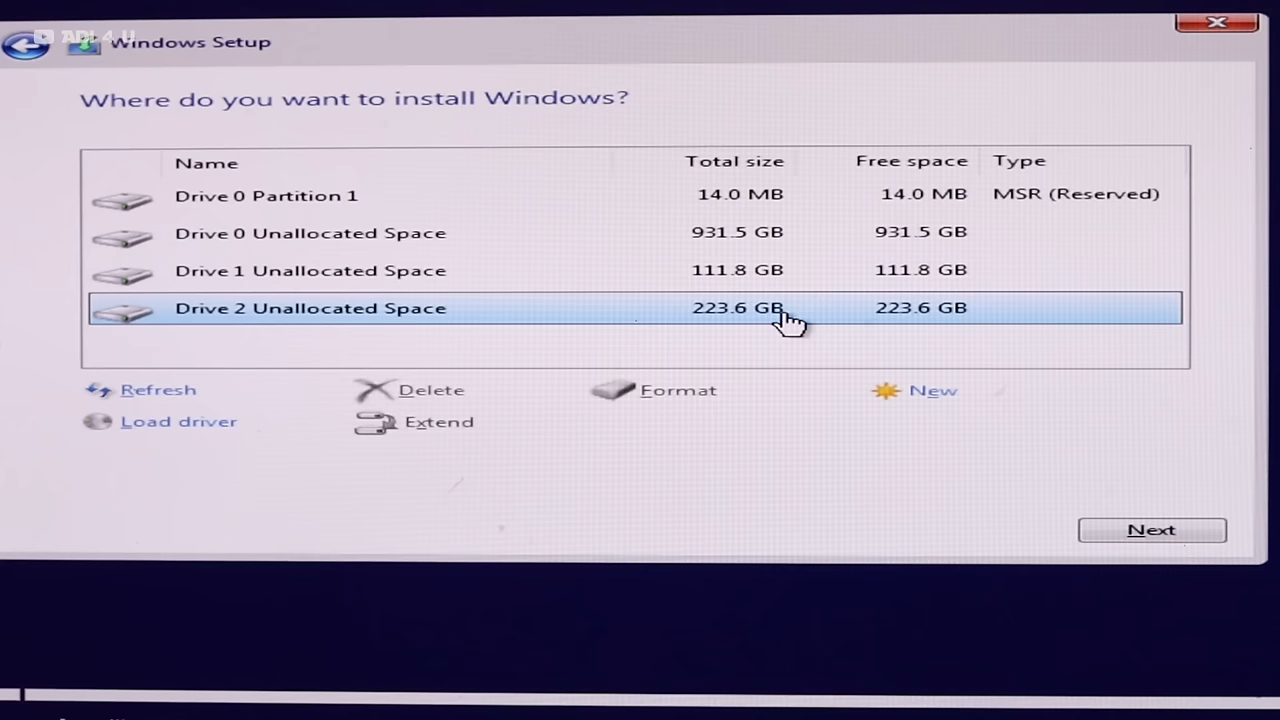 ADI 4 U
Windows Setup
Where do you want to install Windows?
Name Total size Free space Type
Drive 0 Partition 1 14.0 MB 14.0 MB MSR (Reserved)
Drive 0 Unallocated Space 931.5 GB 931.5 GB
Drive 1 Unallocated Space 111.8 GB 111.8 GB
Drive 2 Unallocated Space 223.6 GB 223.6 GB
Refresh Delete Format New
Load driver Extend
Next